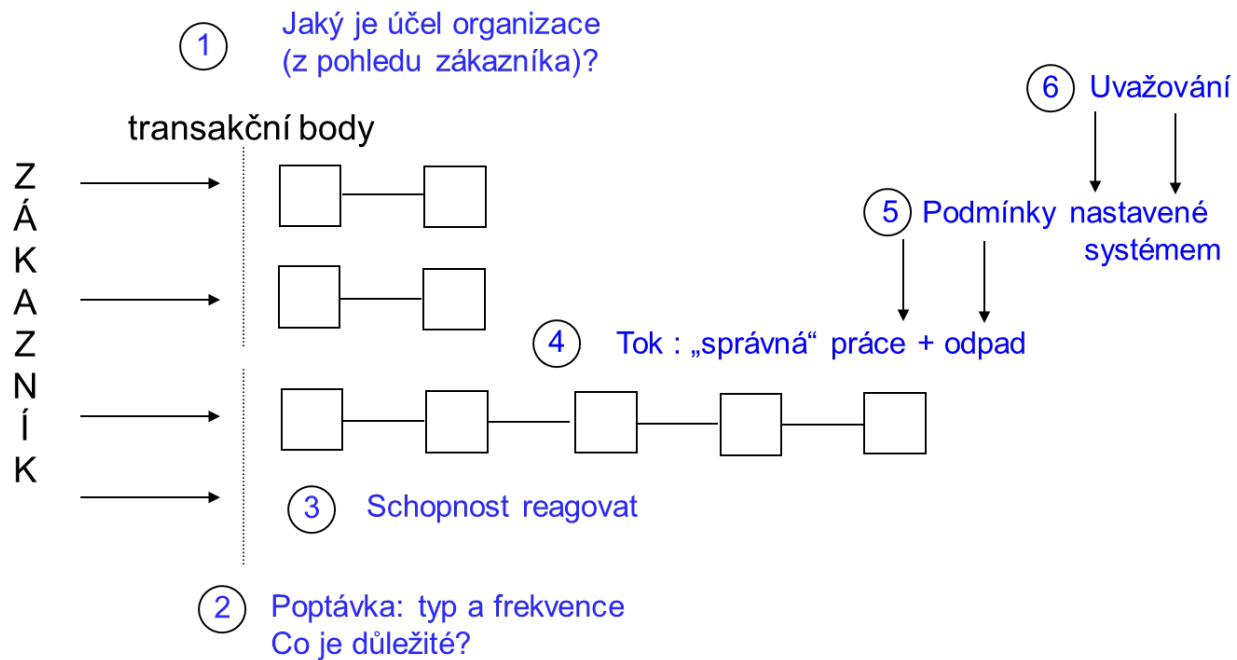 1
Jaký je účel organizace
(z pohledu zákazníka)?
6 Uvažování
transakční body
ZÁKAZNÍK
5 Podmínky nastavené
systémem
4 Tok : „správná“ práce + odpad
3 Schopnost reagovat
2 Poptávka: typ a frekvence
Co je důležité?